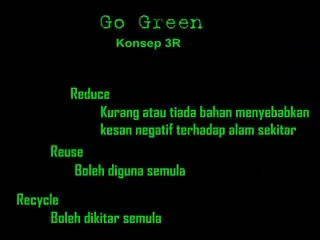 Go Green
Konsep 3R
Reduce
Kurang atau tiada bahan menyebabkan
kesan negatif terhadap alam sekitar
Reuse
Boleh diguna semula
Recycle
Boleh dikitar semula